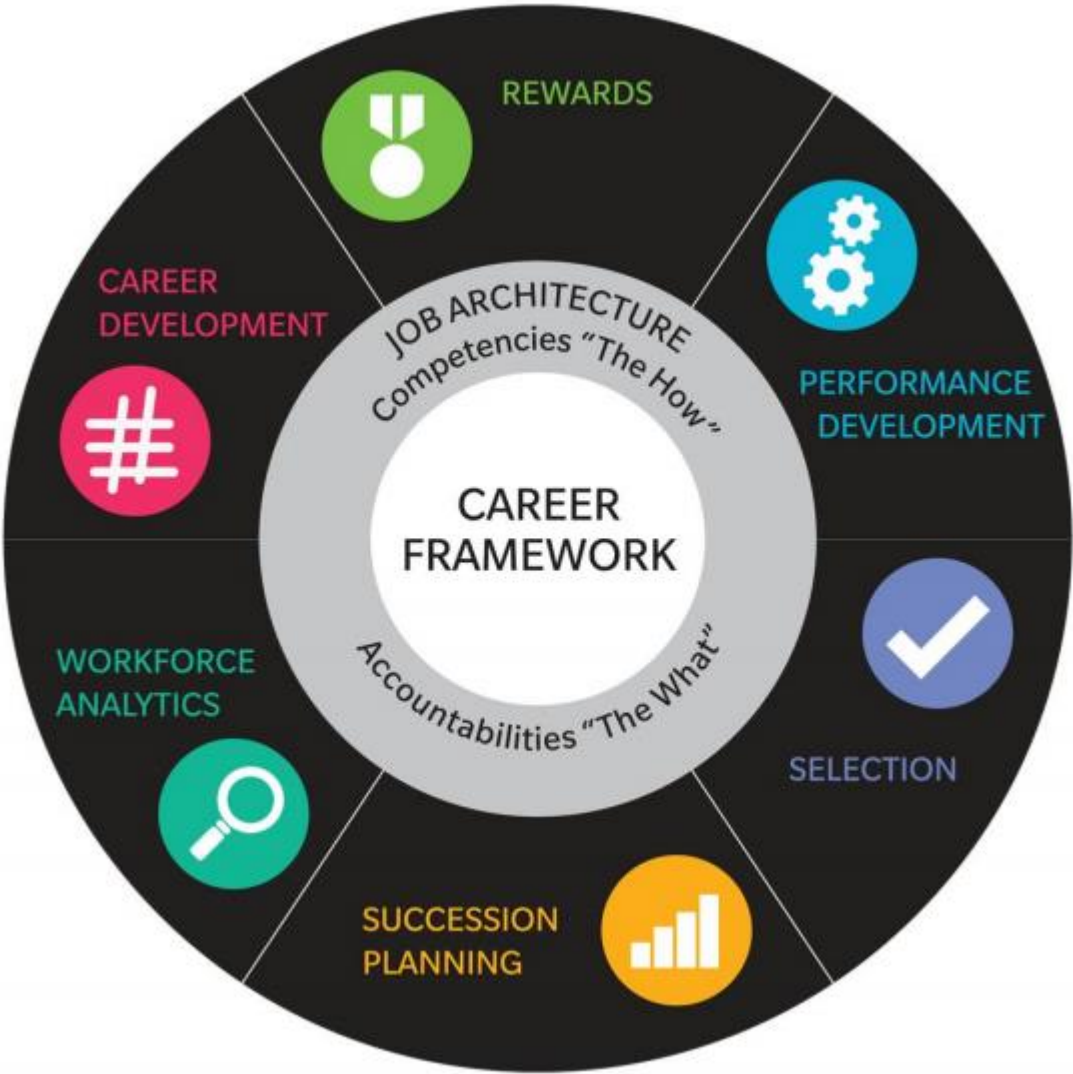 REWARDS
PERFORMANCE
DEVELOPMENT
SELECTION
SUCCESSION
PLANNING
WORKFORCE
ANALYTICS
CAREER
DEVELOPMENT
JOB ARCHITECTURE
Competencies “The How”
CAREER
FRAMEWORK
Accountabilities “The What”